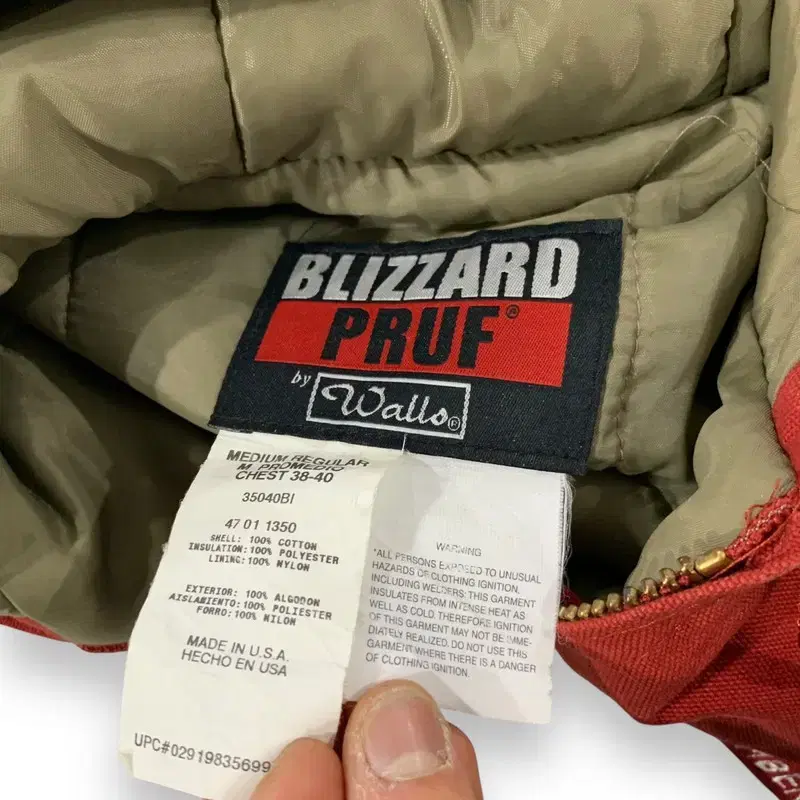 BLIZZARD
PRUF®
by Walls®
MEDIUM REGULAR
M. PROMEDIO
CHEST 38-40
35040BI
47 01 1350
SHELL: 100% COTTON
INSULATION: 100% POLYESTER
LINING: 100% NYLON
EXTERIOR: 100% ALGODON
AISLAMIENTO: 100% POLIESTER
FORRO: 100% NILON
MADE IN U.S.A.
HECHO EN USA
UPC#02919835699
WARNING
"ALL PERSONS EXPOSED TO UNUSUAL
HAZARDS OF CLOTHING IGNITION,
INCLUDING WELDERS: THIS GARMENT
INSULATES FROM INTENSE HEAT AS
WELL AS COLD. THEREFORE IGNITION
OF THIS GARMENT MAY NOT BE IMME-
DIATELY REALIZED. DO NOT USE THIS
GARMENT WHERE THERE IS A DANGER
OF CLOTHING IGNITION.